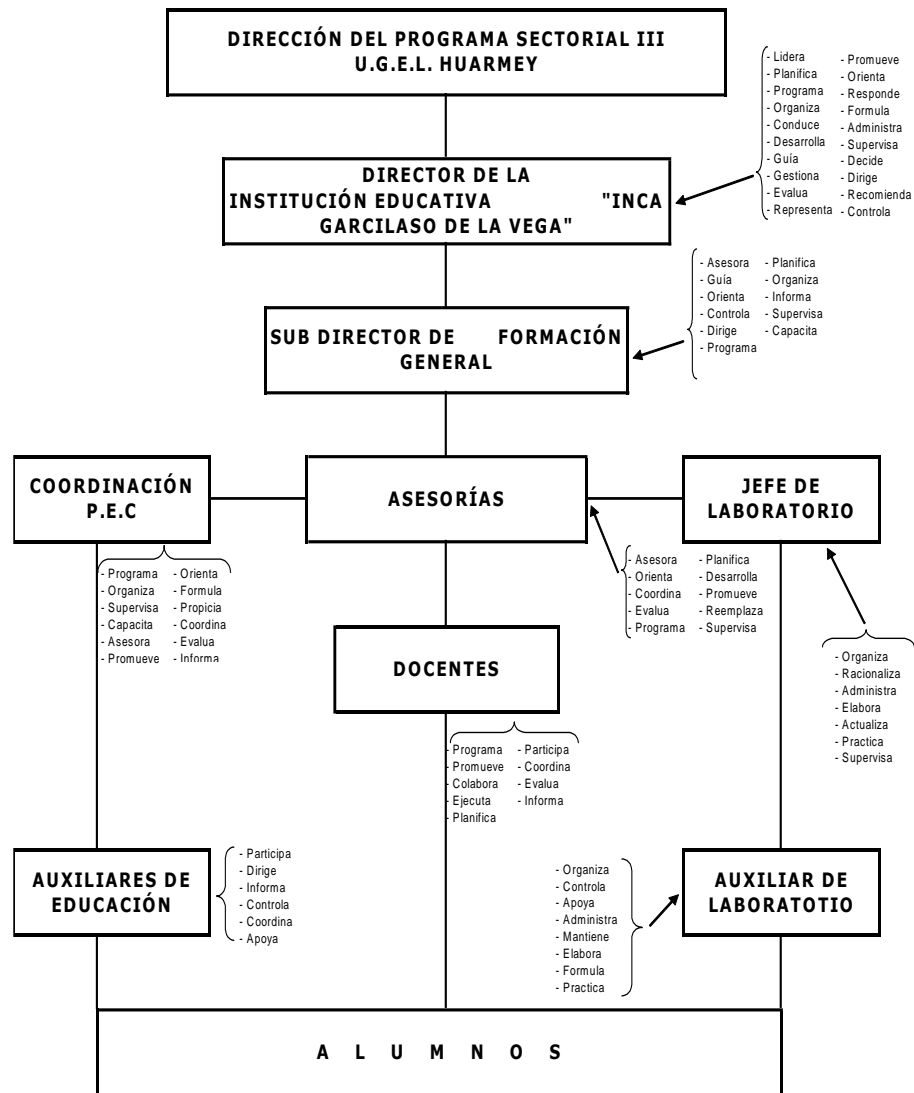 DIRECCIÓN DEL PROGRAMA SECTORIAL III
U.G.E.L. HUARMEY
- Lidera
- Planifica
- Programa
- Organiza
- Conduce
- Desarrolla
- Guía
- Gestiona
- Evalua
- Representa
- Promueve
- Orienta
- Responde
- Formula
- Administra
- Supervisa
- Decide
- Dirige
- Recomienda
- Controla
DIRECTOR DE LA
INSTITUCIÓN EDUCATIVA "INCA
GARCILASO DE LA VEGA"
- Asesora
- Guía
- Orienta
- Controla
- Dirige
- Programa
- Planifica
- Organiza
- Informa
- Supervisa
- Capacita
SUB DIRECTOR DE FORMACIÓN
GENERAL
COORDINACIÓN
P.E.C
ASESORÍAS
JEFE DE
LABORATORIO
- Programa
- Organiza
- Supervisa
- Capacita
- Asesora
- Promueve
- Orienta
- Formula
- Propicia
- Coordina
- Evalua
- Informa
- Asesora
- Orienta
- Coordina
- Evalua
- Programa
- Planifica
- Desarrolla
- Promueve
- Reemplaza
- Supervisa
DOCENTES
- Organiza
- Racionaliza
- Administra
- Elabora
- Actualiza
- Practica
- Supervisa
- Programa
- Promueve
- Colabora
- Ejecuta
- Planifica
- Participa
- Coordina
- Evalua
- Informa
AUXILIARES DE
EDUCACIÓN
- Participa
- Dirige
- Informa
- Controla
- Coordina
- Apoya
- Organiza
- Controla
- Apoya
- Administra
- Mantiene
- Elabora
- Formula
- Practica
AUXILIAR DE
LABORATOTIO
A L U M N O S